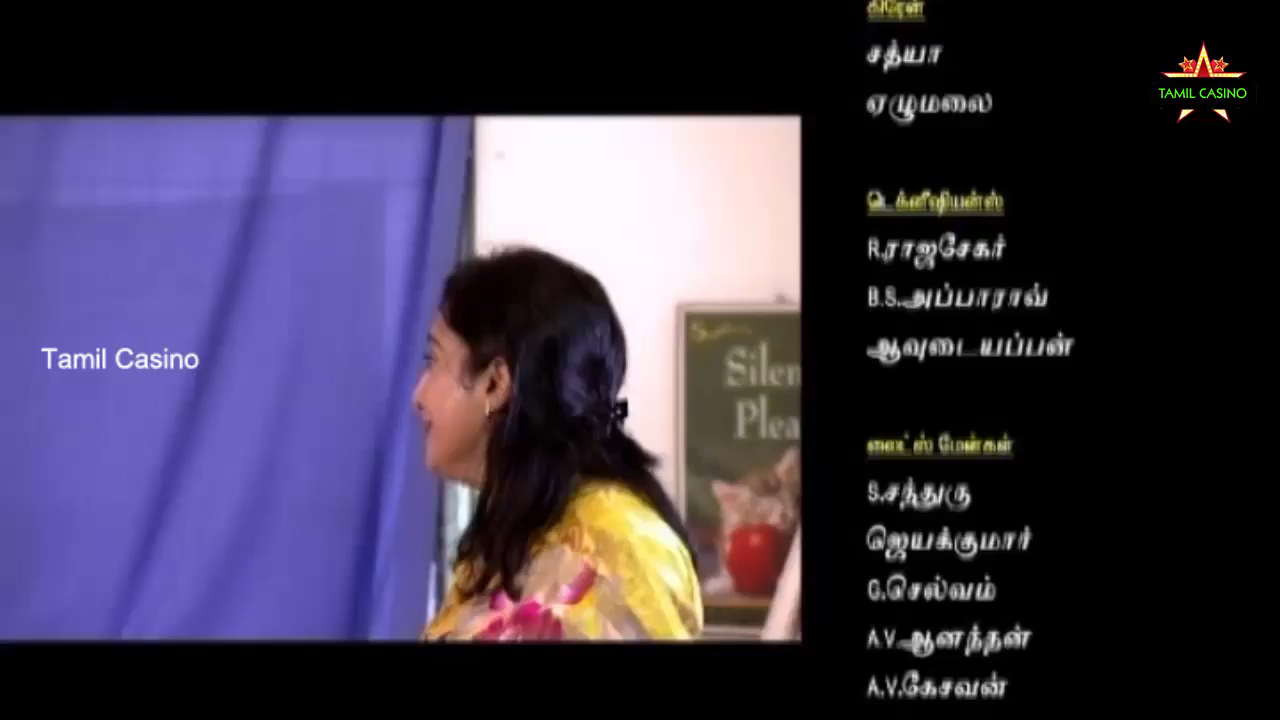 கிரேன்
சத்யா
ஏழுமலை
TAMIL CASINO
டெக்னீஷியன்ஸ்
R.ராஜசேகர்
B.S.அப்பாராவ்
ஆவுடையப்பன்
Tamil Casino
Silen
Plea
லைட்ஸ் மேன்கள்
S.சந்துரு
ஜெயக்குமார்
G.செல்வம்
A.V.ஆனந்தன்
A.V.கேசவன்